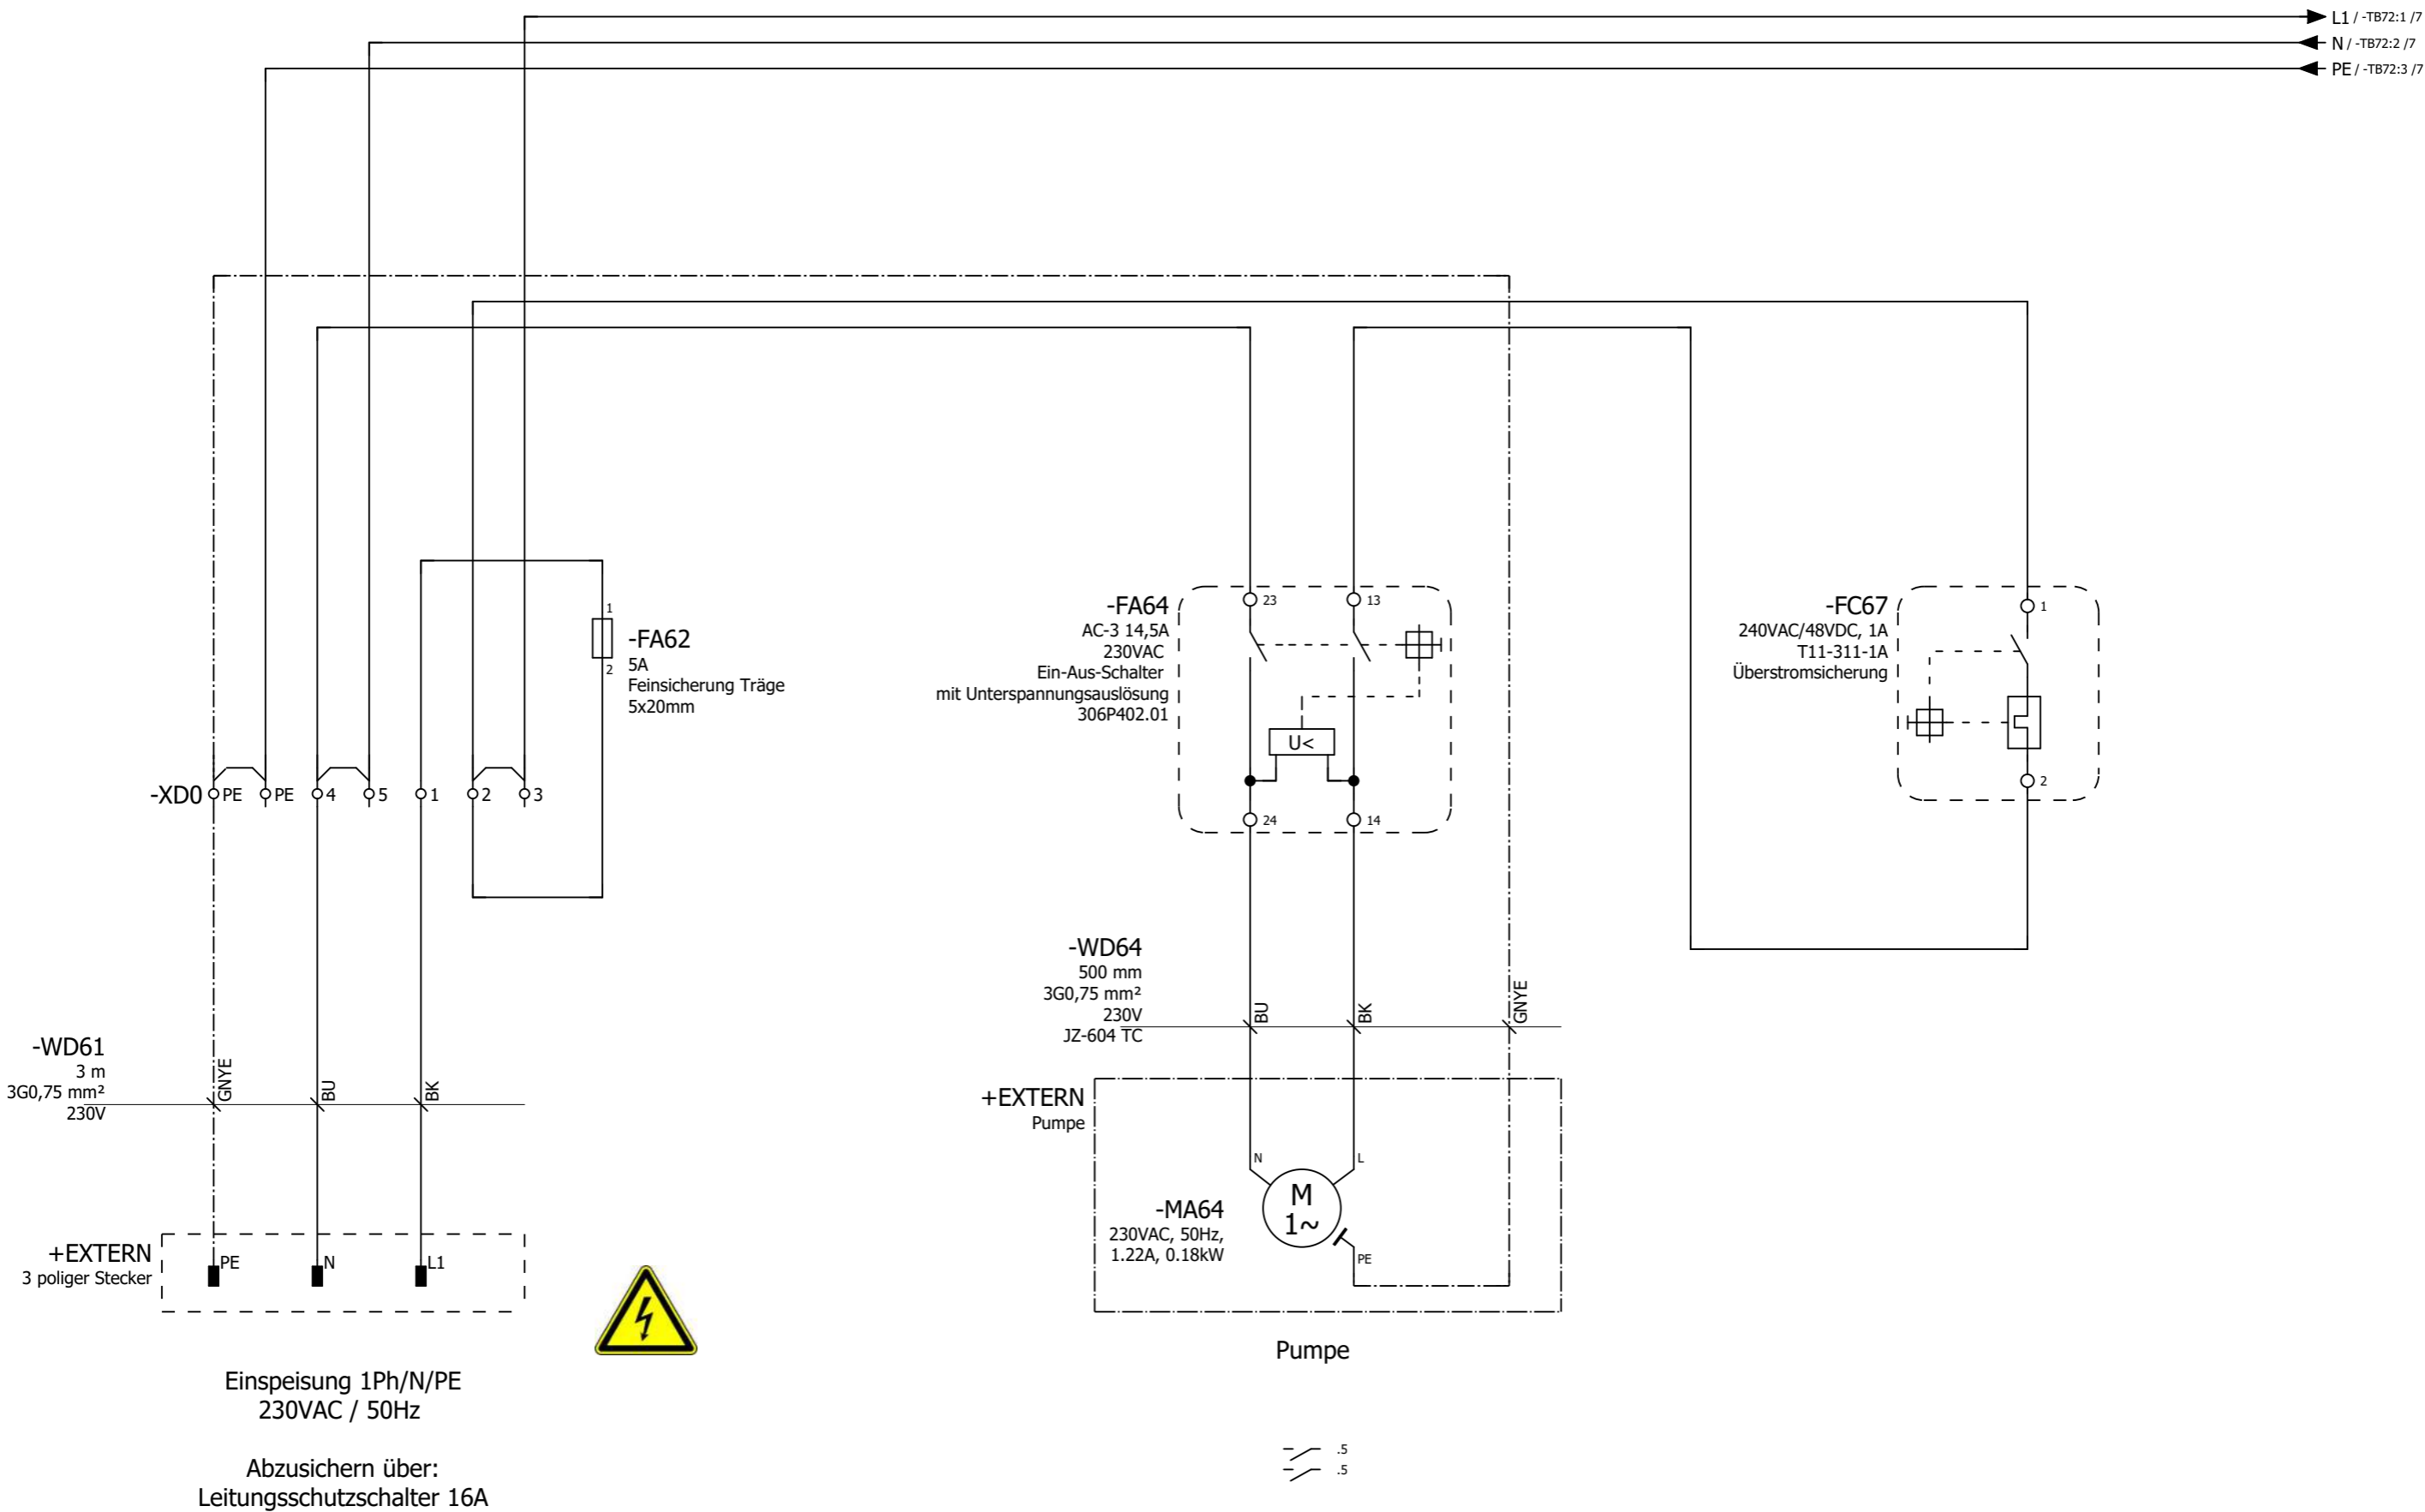 L1 / -TB72:1 /7
N / -TB72:2 /7
PE / -TB72:3 /7
1
-FA62
5A
2
Feinsicherung Träge
5x20mm
-FA64
AC-3 14,5A
230VAC
Ein-Aus-Schalter
mit Unterspannungsauslösung
306P402.01
23
13
U<
24
14
-FC67
240VAC/48VDC, 1A
T11-311-1A
Überstromsicherung
1
2
-XD0
PE
PE
4
5
1
2
3
-WD64
500 mm
3G0,75 mm²
230V
JZ-604 TC
BU
BK
GNYE
-WD61
3 m
3G0,75 mm²
230V
GNYE
BU
BK
+EXTERN
Pumpe
N
L
M
1~
PE
-MA64
230VAC, 50Hz,
1.22A, 0.18kW
+EXTERN
3 poliger Stecker
PE
N
L1
Pumpe
Einspeisung 1Ph/N/PE
230VAC / 50Hz
Abzusichern über:
Leitungsschutzschalter 16A
.5
.5